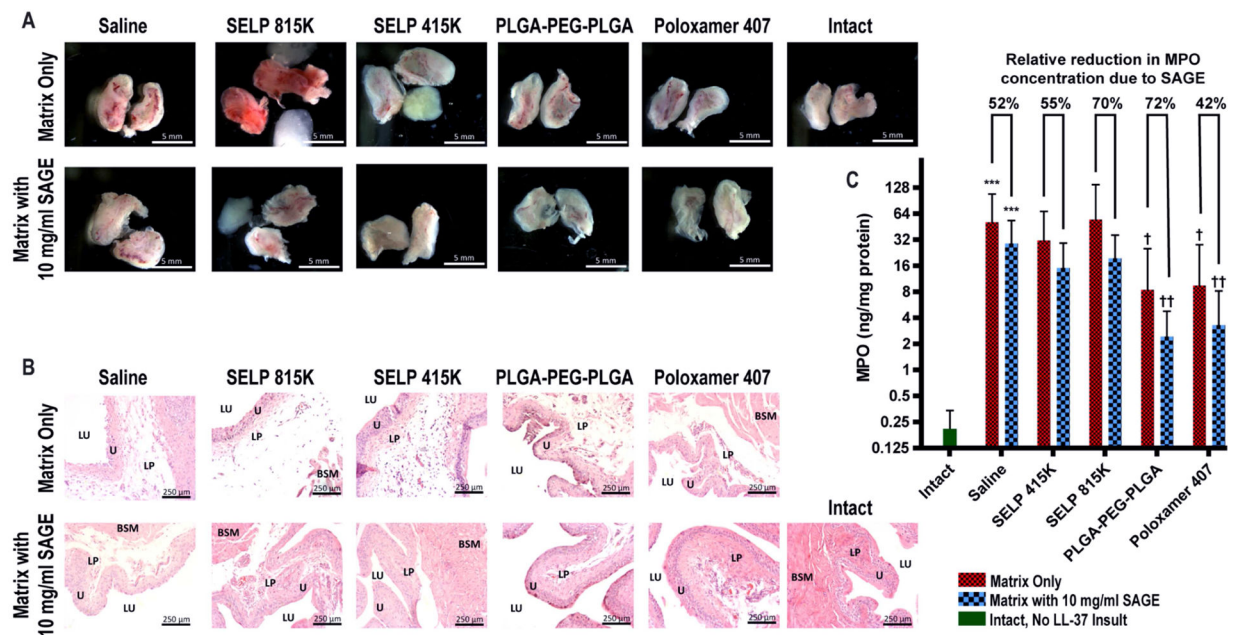 A
Saline
SELP 815K
SELP 415K
PLGA-PEG-PLGA
Poloxamer 407
Intact
Matrix Only
5 mm
5 mm
5 mm
5 mm
5 mm
5 mm
Matrix with
10 mg/ml SAGE
5 mm
5 mm
5 mm
5 mm
5 mm
B
Saline
SELP 815K
SELP 415K
PLGA-PEG-PLGA
Poloxamer 407
Matrix Only
LU
U
LP
250 µm
LU
U
LP
BSM
250 µm
LU
U
LP
250 µm
LP
U
LU
250 µm
BSM
LP
LU
U
250 µm
Intact
Matrix with
10 mg/ml SAGE
BSM
LP
U
LU
250 µm
BSM
LP
U
LU
250 µm
LU
LP
BSM
U
250 µm
LP
U
LU
250 µm
LP
U
LU
250 µm
LP
LU
BSM
U
250 µm
C
Relative reduction in MPO
concentration due to SAGE
52% 55% 70% 72% 42%
MPO (ng/mg protein)
128
64
32
16
8
4
2
1
0.5
0.25
0.125
*** *** † †† † ††
Intact
Saline
SELP 415K
SELP 815K
PLGA-PEG-PLGA
Poloxamer 407
Matrix Only
Matrix with 10 mg/ml SAGE
Intact, No LL-37 Insult